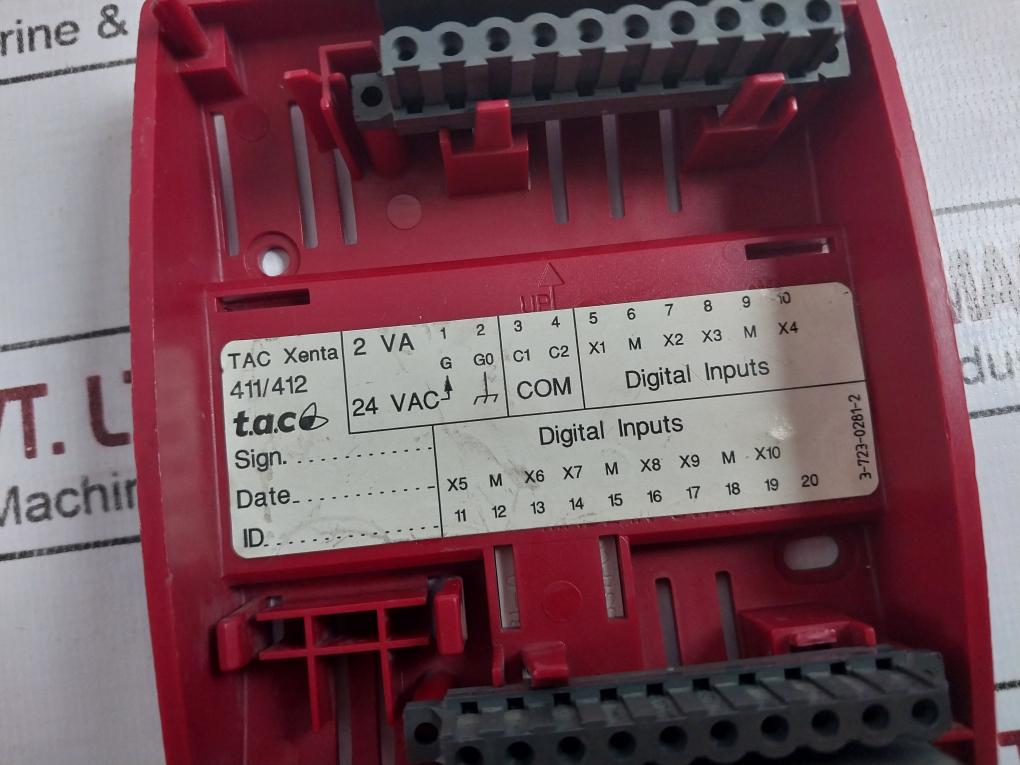 rine &
UP
TAC Xenta
411/412
t.a.c
2 VA
24 VAC
1 2
G G0
3 4
C1 C2
COM
5 6 7 8 9 10
X1 M X2 X3 M X4
Digital Inputs
Sign.
Date
ID
Digital Inputs
X5 M X6 X7 M X8 X9 M X10
11 12 13 14 15 16 17 18 19 20
3-723-0281-2
VT. L
Machin
du